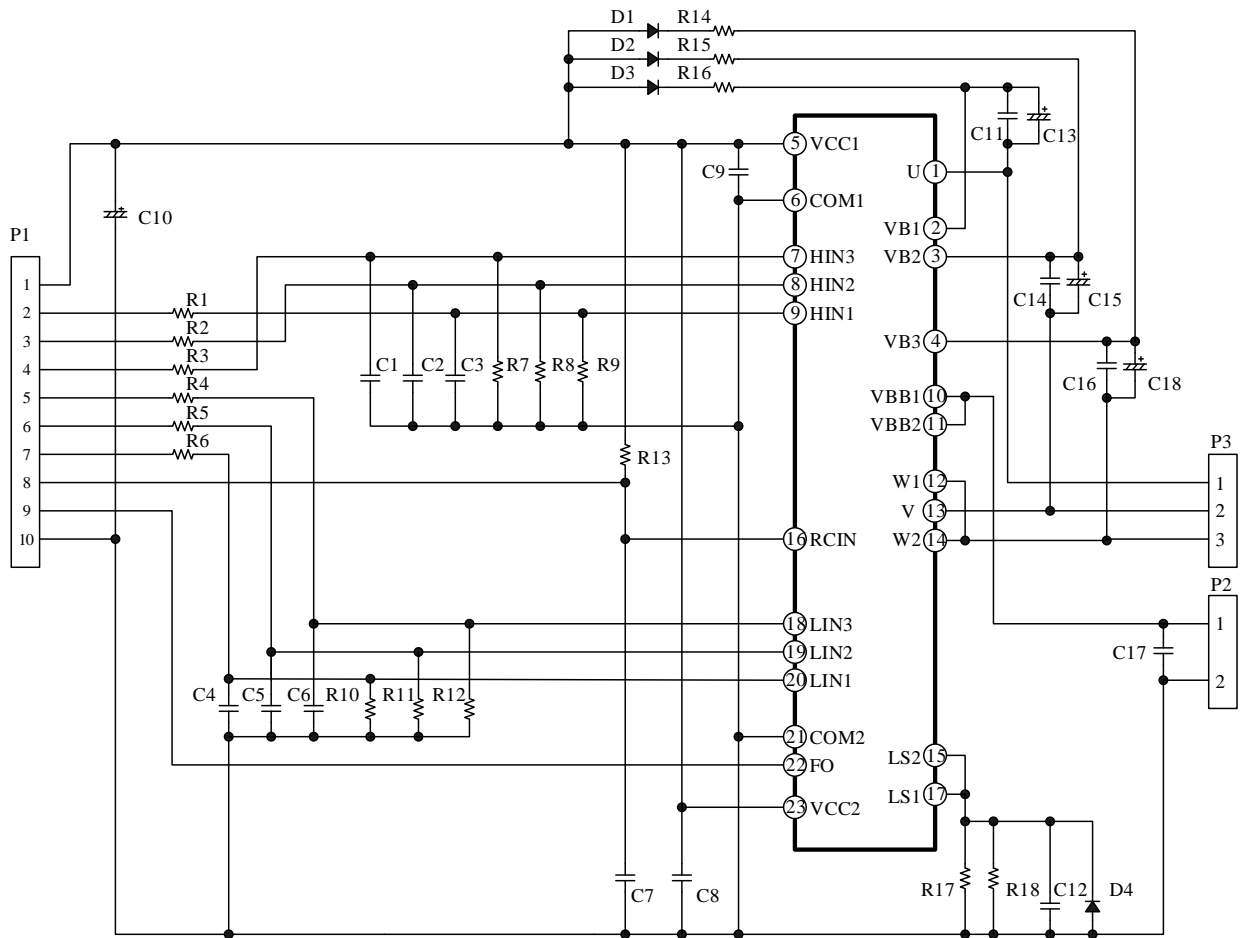 D1 R14
D2 R15
D3 R16
C11 C13
5 VCC1
C9
U 1
6 COM1
C10
P1
VB1 2
7 HIN3
VB2 3
1
8 HIN2
C14 C15
2 R1
9 HIN1
3 R2
VB3 4
4 R3
C1 C2 C3 R7 R8 R9
C16 C18
5 R4
VBB1 10
6 R5
VBB2 11
7 R6
R13
P3
8
W1 12
1
9
V 13
2
10
16 RCIN
W2 14
3
P2
18 LIN3
1
19 LIN2
C17
20 LIN1
2
C4 C5 C6 R10 R11 R12
21 COM2
LS2 15
22 FO
LS1 17
23 VCC2
C7 C8
R17 R18 C12 D4